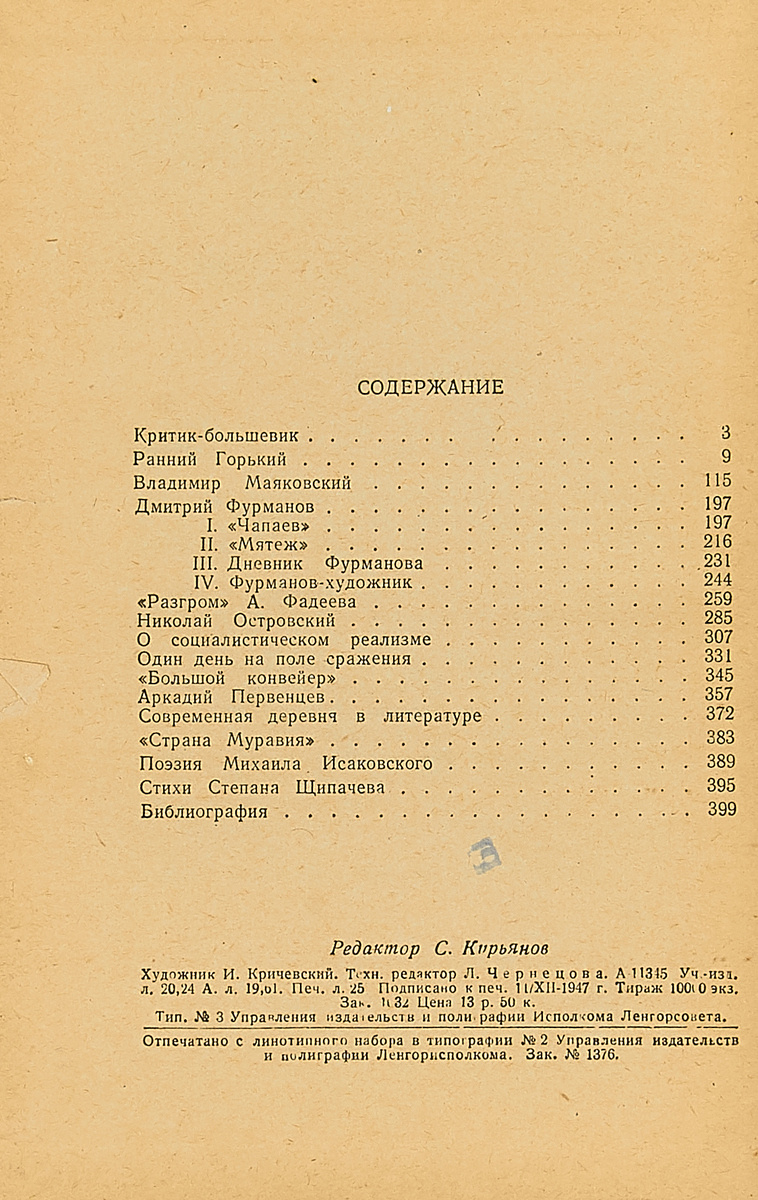 СОДЕРЖАНИЕ
Критик-большевик . . . . . . . . . . . . . . . . 3
Ранний Горький . . . . . . . . . . . . . . . . . 9
Владимир Маяковский . . . . . . . . . . . . . . 115
Дмитрий Фурманов . . . . . . . . . . . . . . . . 197
I. «Чапаев» . . . . . . . . . . . . . . . . 197
II. «Мятеж» . . . . . . . . . . . . . . . . 216
III. Дневник Фурманова . . . . . . . . . . . 231
IV. Фурманов-художник . . . . . . . . . . . . 244
«Разгром» А. Фадеева . . . . . . . . . . . . . . 259
Николай Островский . . . . . . . . . . . . . . . 285
О социалистическом реализме . . . . . . . . . . . 307
Один день на поле сражения . . . . . . . . . . . . 331
«Большой конвейер» . . . . . . . . . . . . . . . 345
Аркадий Первенцев . . . . . . . . . . . . . . . . 357
Современная деревня в литературе . . . . . . . . . 372
«Страна Муравия» . . . . . . . . . . . . . . . . 383
Поэзия Михаила Исаковского . . . . . . . . . . . 389
Стихи Степана Щипачева . . . . . . . . . . . . . 395
Библиография . . . . . . . . . . . . . . . . . . 399
Редактор С. Кирьянов
Художник И. Кричевский. Техн. редактор Л. Чернецова. А 11345 Уч.-изд.
л. 20,24 А. л. 19,01. Печ. л. 25 Подписано к печ. 11/XII-1947 г. Тираж 10000 экз.
Зак. Цена 13 р. 50 к.
Тип. № 3 Управления издательств и полиграфии Исполкома Ленгорсовета.
Отпечатано с линотипного набора в типографии № 2 Управления издательств
и полиграфии Ленгорисполкома. Зак. № 1376.